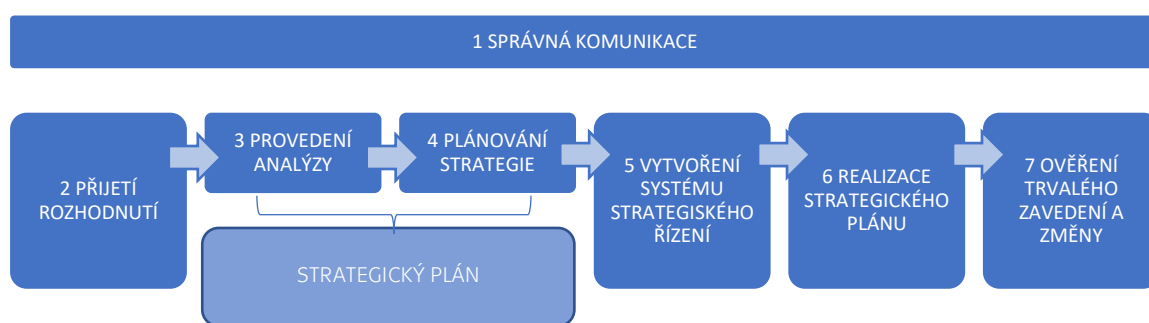 1 SPRÁVNÁ KOMUNIKACE
2 PŘIJETÍ
ROZHODNUTÍ
3 PROVEDENÍ
ANALÝZY
4 PLÁNOVÁNÍ
STRATEGIE
STRATEGICKÝ PLÁN
5 VYTVOŘENÍ
SYSTÉMU
STRATEGISKÉHO
ŘÍZENÍ
6 REALIZACE
STRATEGICKÉHO
PLÁNU
7 OVĚŘENÍ
TRVALÉHO
ZAVEDENÍ A
ZMĚNY